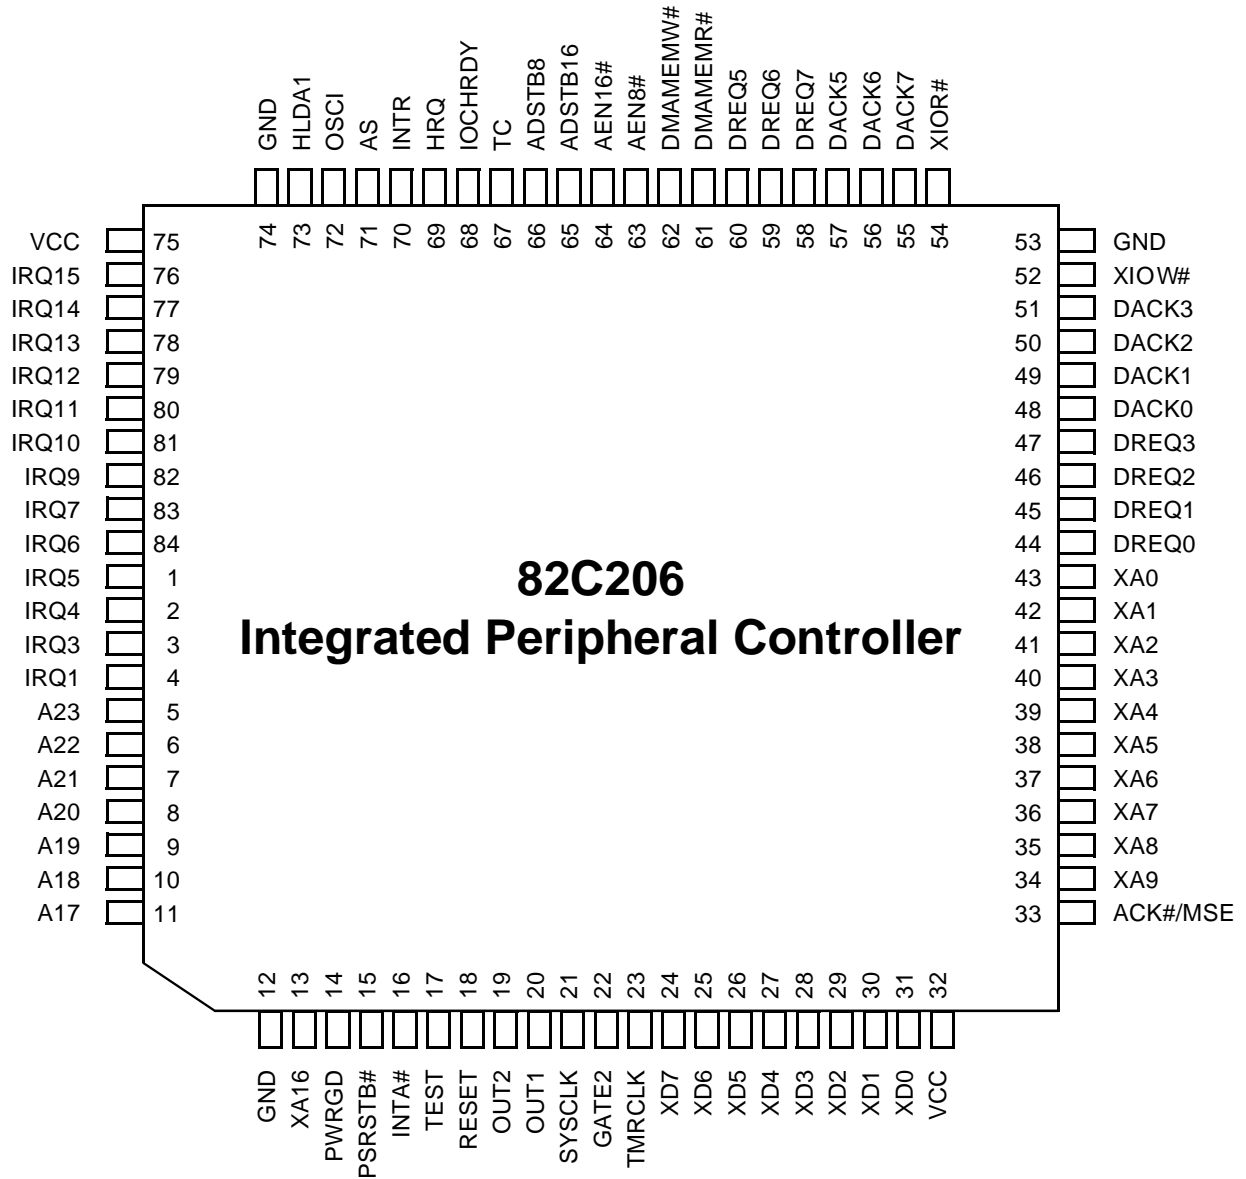 GND
HLDA1
OSCI
AS
INTR
HRQ
IOCHRDY
TC
ADSTB8
ADSTB16
AEN16#
AEN8#
DMAMEMW#
DMAMEMR#
DREQ5
DREQ6
DREQ7
DACK5
DACK6
DACK7
XIOR#
74 73 72 71 70 69 68 67 66 65 64 63 62 61 60 59 58 57 56 55 54
VCC 75 53 GND
IRQ15 76 52 XIOW#
IRQ14 77 51 DACK3
IRQ13 78 50 DACK2
IRQ12 79 49 DACK1
IRQ11 80 48 DACK0
IRQ10 81 47 DREQ3
IRQ9 82 46 DREQ2
IRQ7 83 45 DREQ1
IRQ6 84 44 DREQ0
IRQ5 1 43 XA0
IRQ4 2 42 XA1
IRQ3 3 41 XA2
IRQ1 4 40 XA3
A23 5 39 XA4
A22 6 38 XA5
A21 7 37 XA6
A20 8 36 XA7
A19 9 35 XA8
A18 10 34 XA9
A17 11 33 ACK#/MSE
82C206
Integrated Peripheral Controller
12 13 14 15 16 17 18 19 20 21 22 23 24 25 26 27 28 29 30 31 32
GND
XA16
PWRGD
PSRSTB#
INTA#
TEST
RESET
OUT2
OUT1
SYSCLK
GATE2
TMRCLK
XD7
XD6
XD5
XD4
XD3
XD2
XD1
XD0
VCC